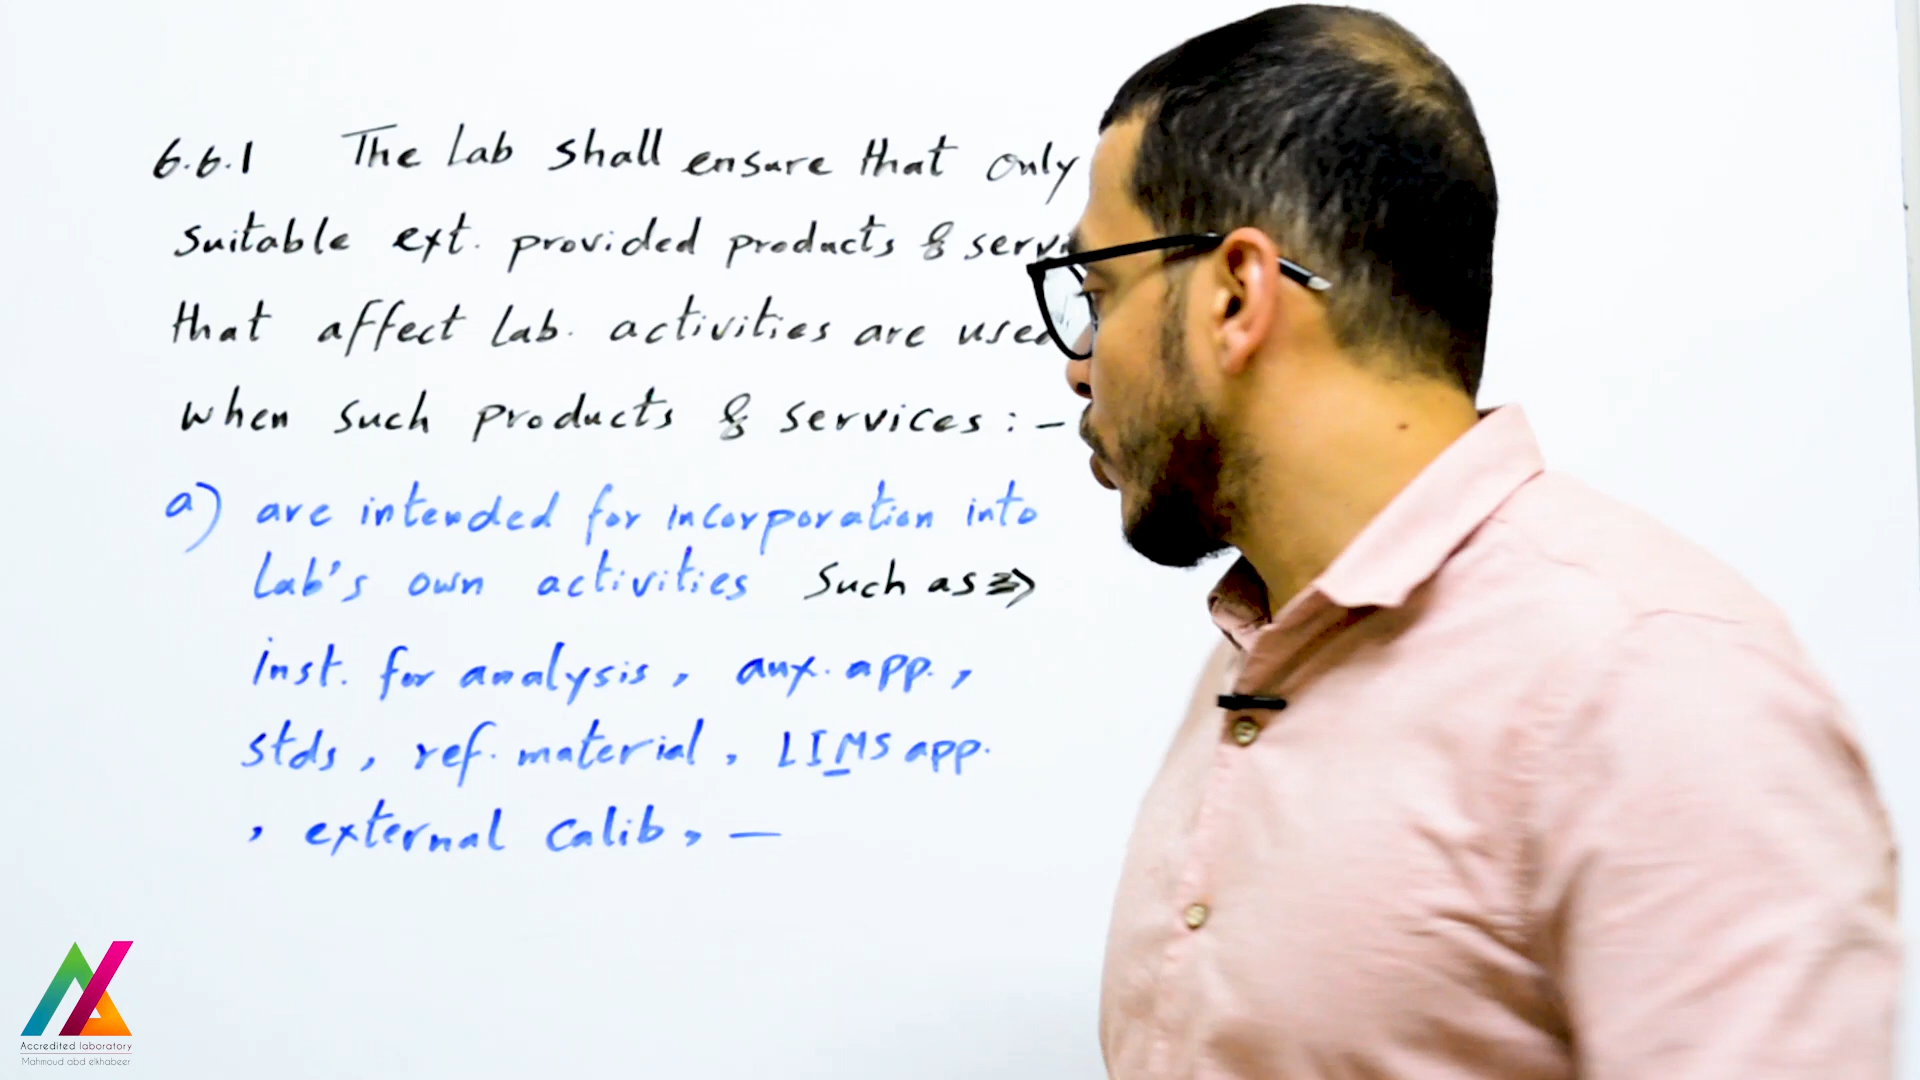 6.6.1 The lab shall ensure that only
suitable ext. provided products & serv
that affect lab. activities are used
when such products & services : -
a) are intended for incorporation into
Lab's own activities Such as =>
inst. for analysis, aux. app.,
stds, ref. material, LIMS app.
, external Calib, —
Accredited laboratory
Mahmoud abd elkhabeer